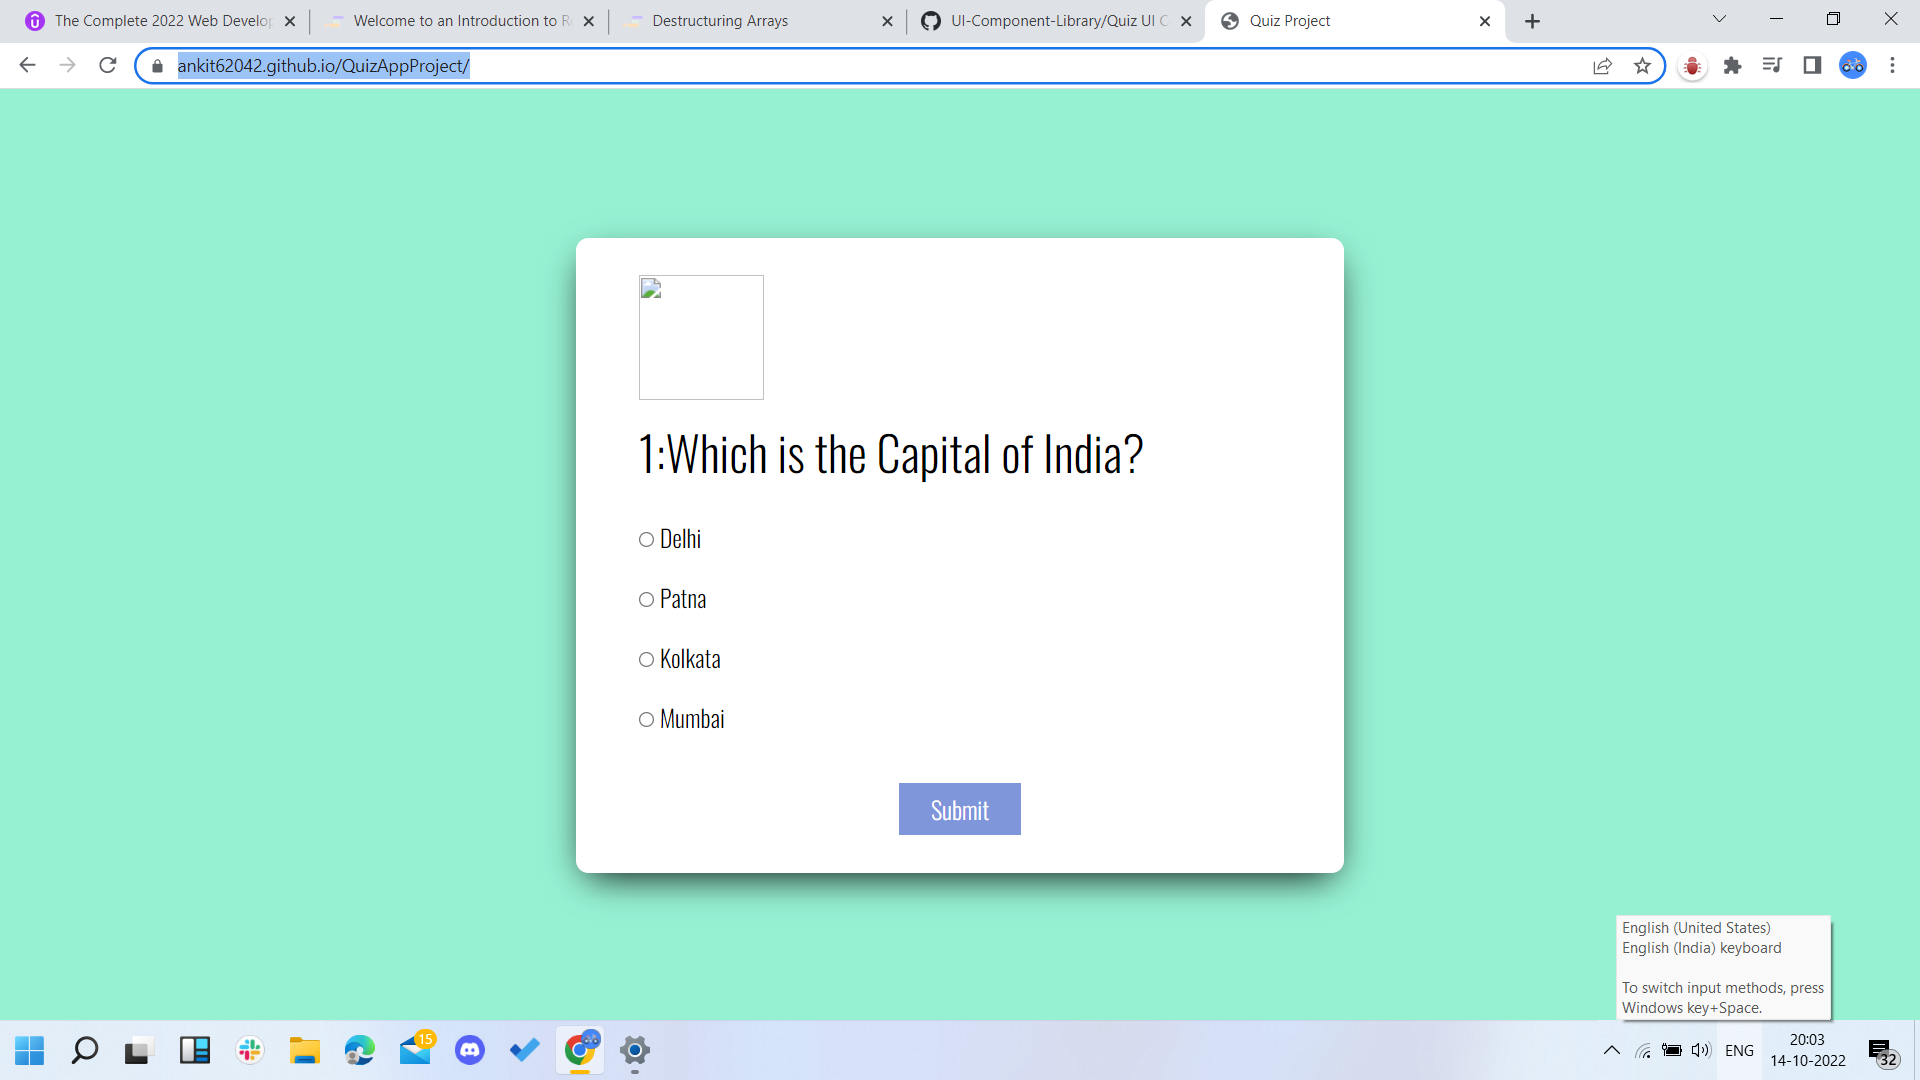 The Complete 2022 Web Develop
Welcome to an Introduction to R
Destructuring Arrays
UI-Component-Library/Quiz UI C
Quiz Project
ankit62042.github.io/QuizAppProject/
1:Which is the Capital of India?
Delhi
Patna
Kolkata
Mumbai
Submit
English (United States)
English (India) keyboard
To switch input methods, press
Windows key+Space.
15
ENG
20:03
14-10-2022
32